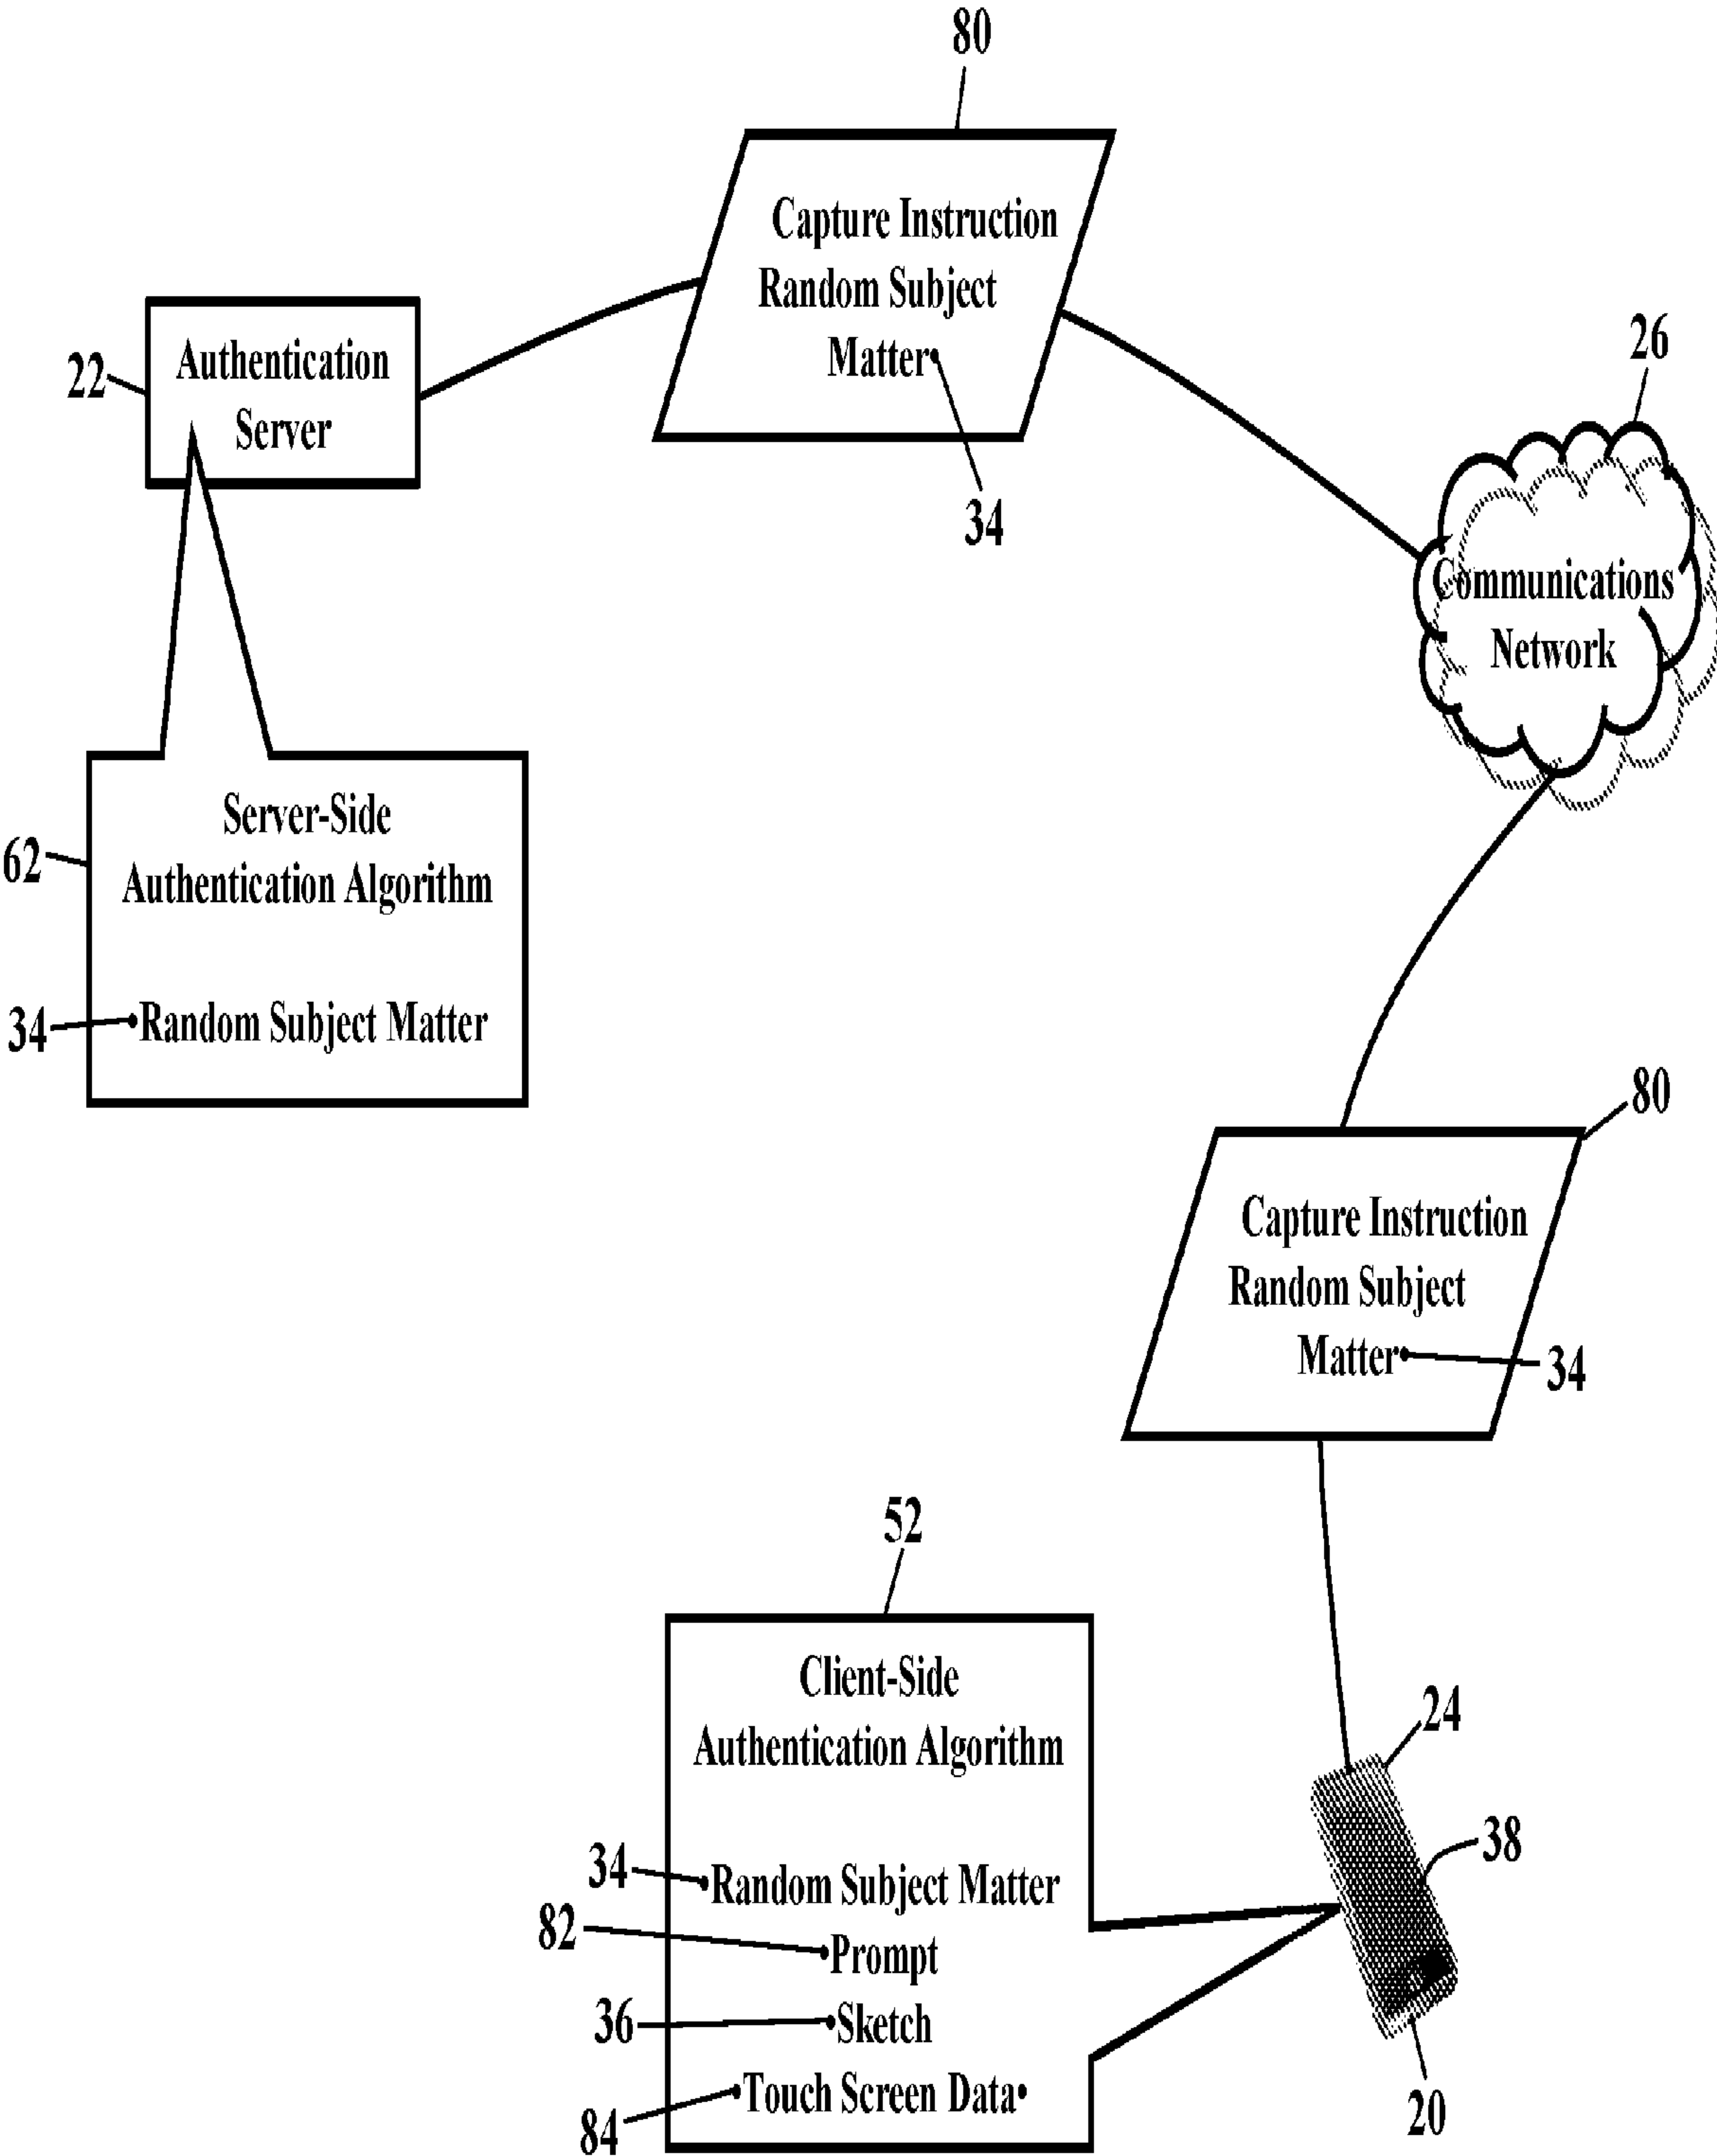 80
Capture Instruction
Random Subject
Matter
34
22
Authentication
Server
26
Communications
Network
62
Server-Side
Authentication Algorithm
34
Random Subject Matter
80
Capture Instruction
Random Subject
Matter
34
52
Client-Side
Authentication Algorithm
34
Random Subject Matter
82
Prompt
36
Sketch
84
Touch Screen Data
24
38
20